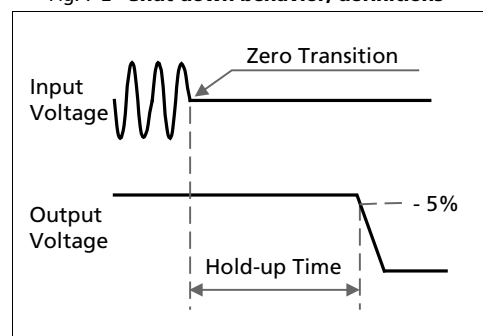 Zero Transition
Input
Voltage
- 5%
Output
Voltage
Hold-up Time